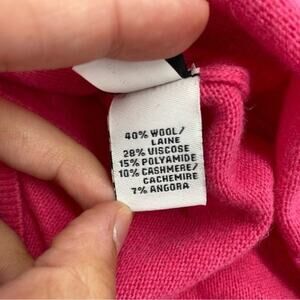 40% WOOL/
LAINE
28% VISCOSE
15% POLYAMIDE
10% CASHMERE/
CACHEMIRE
7% ANGORA